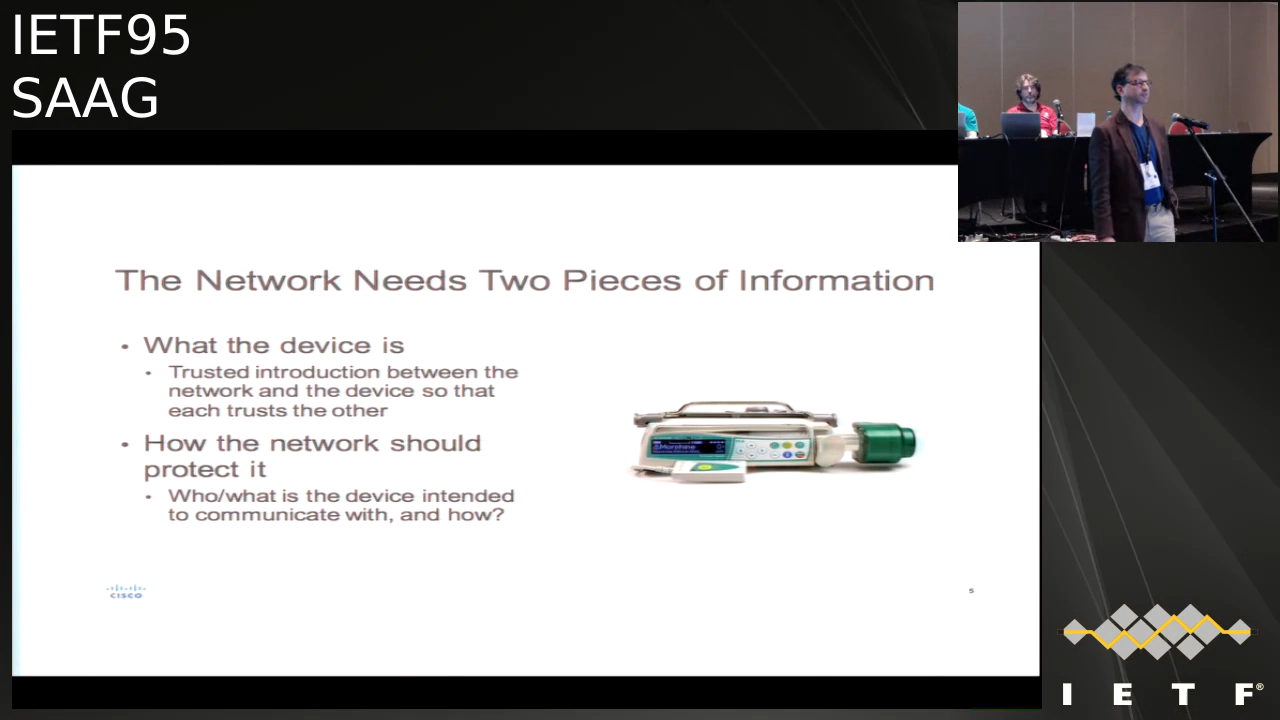 IETF95
SAAG
The Network Needs Two Pieces of Information
• What the device is
• Trusted introduction between the
network and the device so that
each trusts the other
• How the network should
protect it
• Who/what is the device intended
to communicate with, and how?
Morphine
CISCO
5
I E T F®